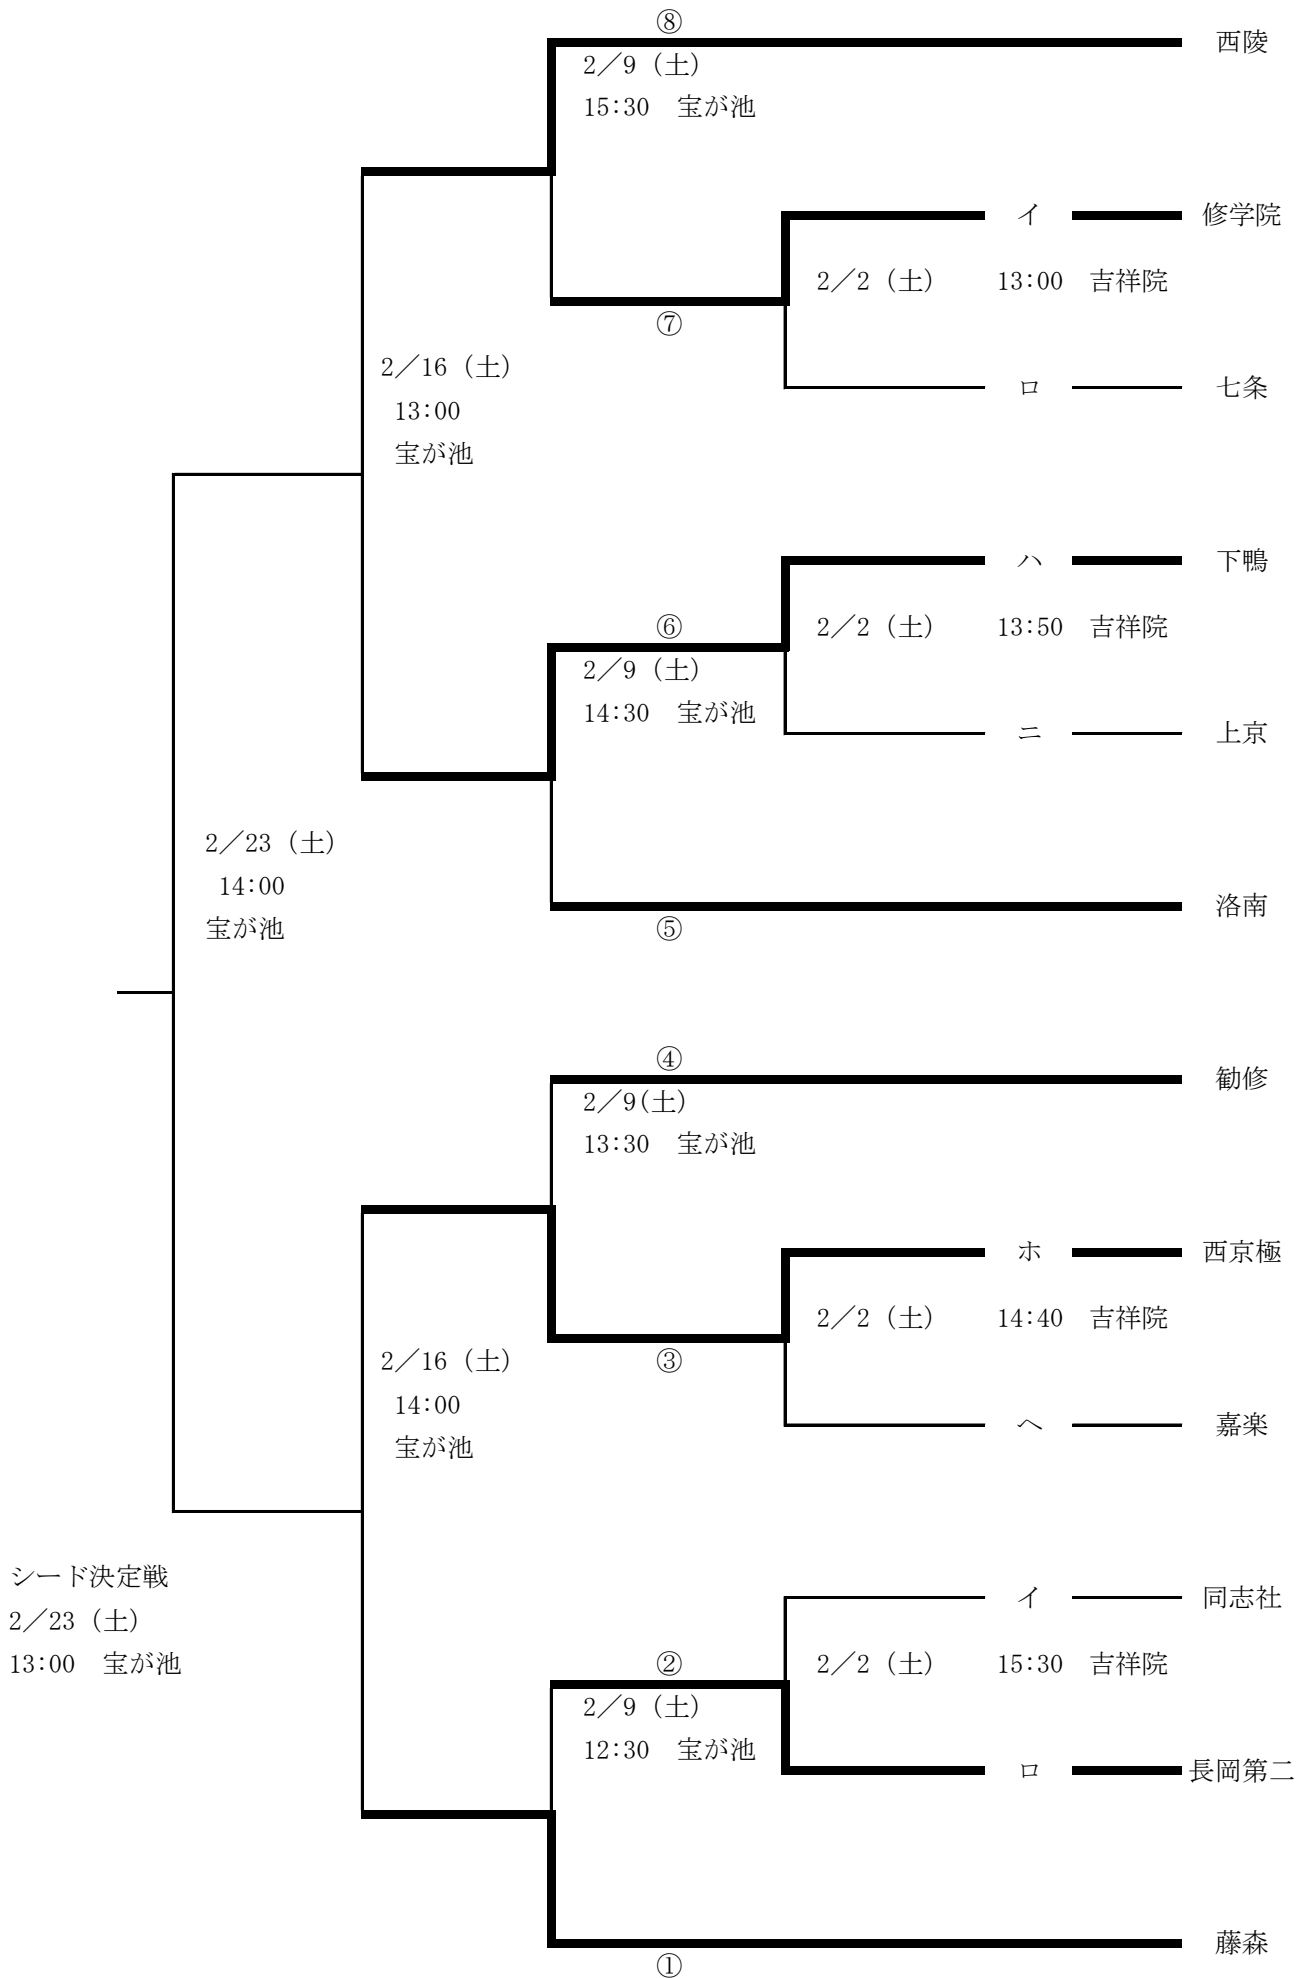 ⑧
西陵
2／9（土）
15:30　宝が池
イ
修学院
2／2（土）　13:00　吉祥院
⑦
2／16（土）
13:00
宝が池
ロ
七条
ハ
下鴨
⑥
2／2（土）　13:50　吉祥院
2／9（土）
14:30　宝が池
ニ
上京
2／23（土）
14:00
宝が池
⑤
洛南
④
勧修
2／9(土)
13:30　宝が池
ホ
西京極
2／2（土）　14:40　吉祥院
③
2／16（土）
14:00
宝が池
ヘ
嘉楽
シード決定戦
2／23（土）
13:00　宝が池
イ
同志社
②
2／2（土）　15:30　吉祥院
2／9（土）
12:30　宝が池
ロ
長岡第二
藤森
①